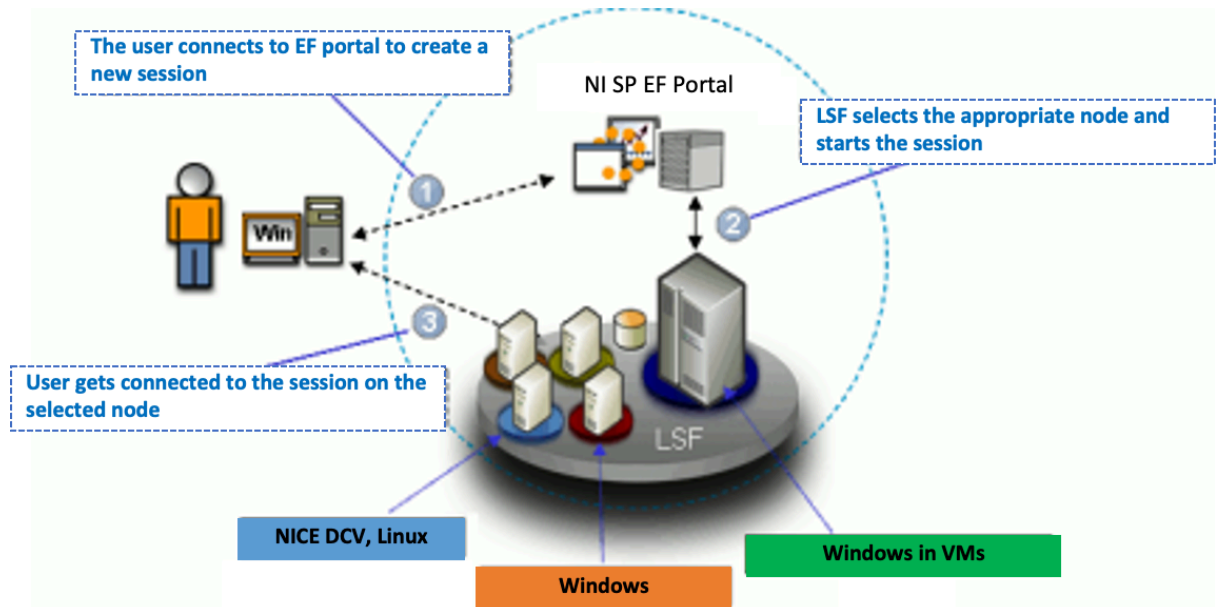 The user connects to EF portal to create a
new session
NI SP EF Portal
LSF selects the appropriate node and
starts the session
1
2
Win
3
User gets connected to the session on the
selected node
LSF
NICE DCV, Linux
Windows in VMs
Windows